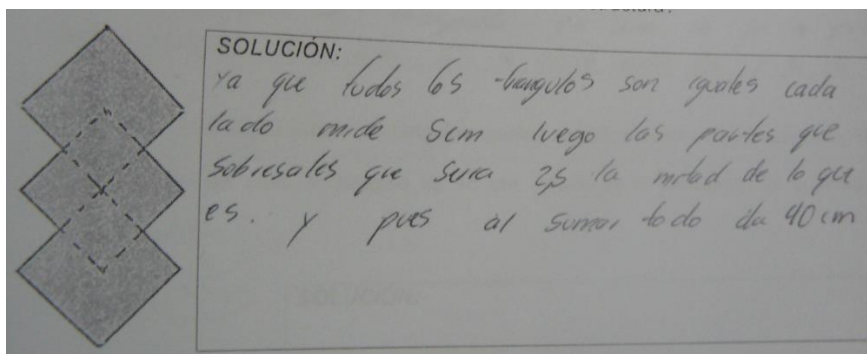 SOLUCIÓN:
Ya que todos los triangulos son iguales cada
lado mide 5cm luego las partes que
sobresales que sera 2,5 la mitad de lo que
es. y pues al sumar todo da 40 cm